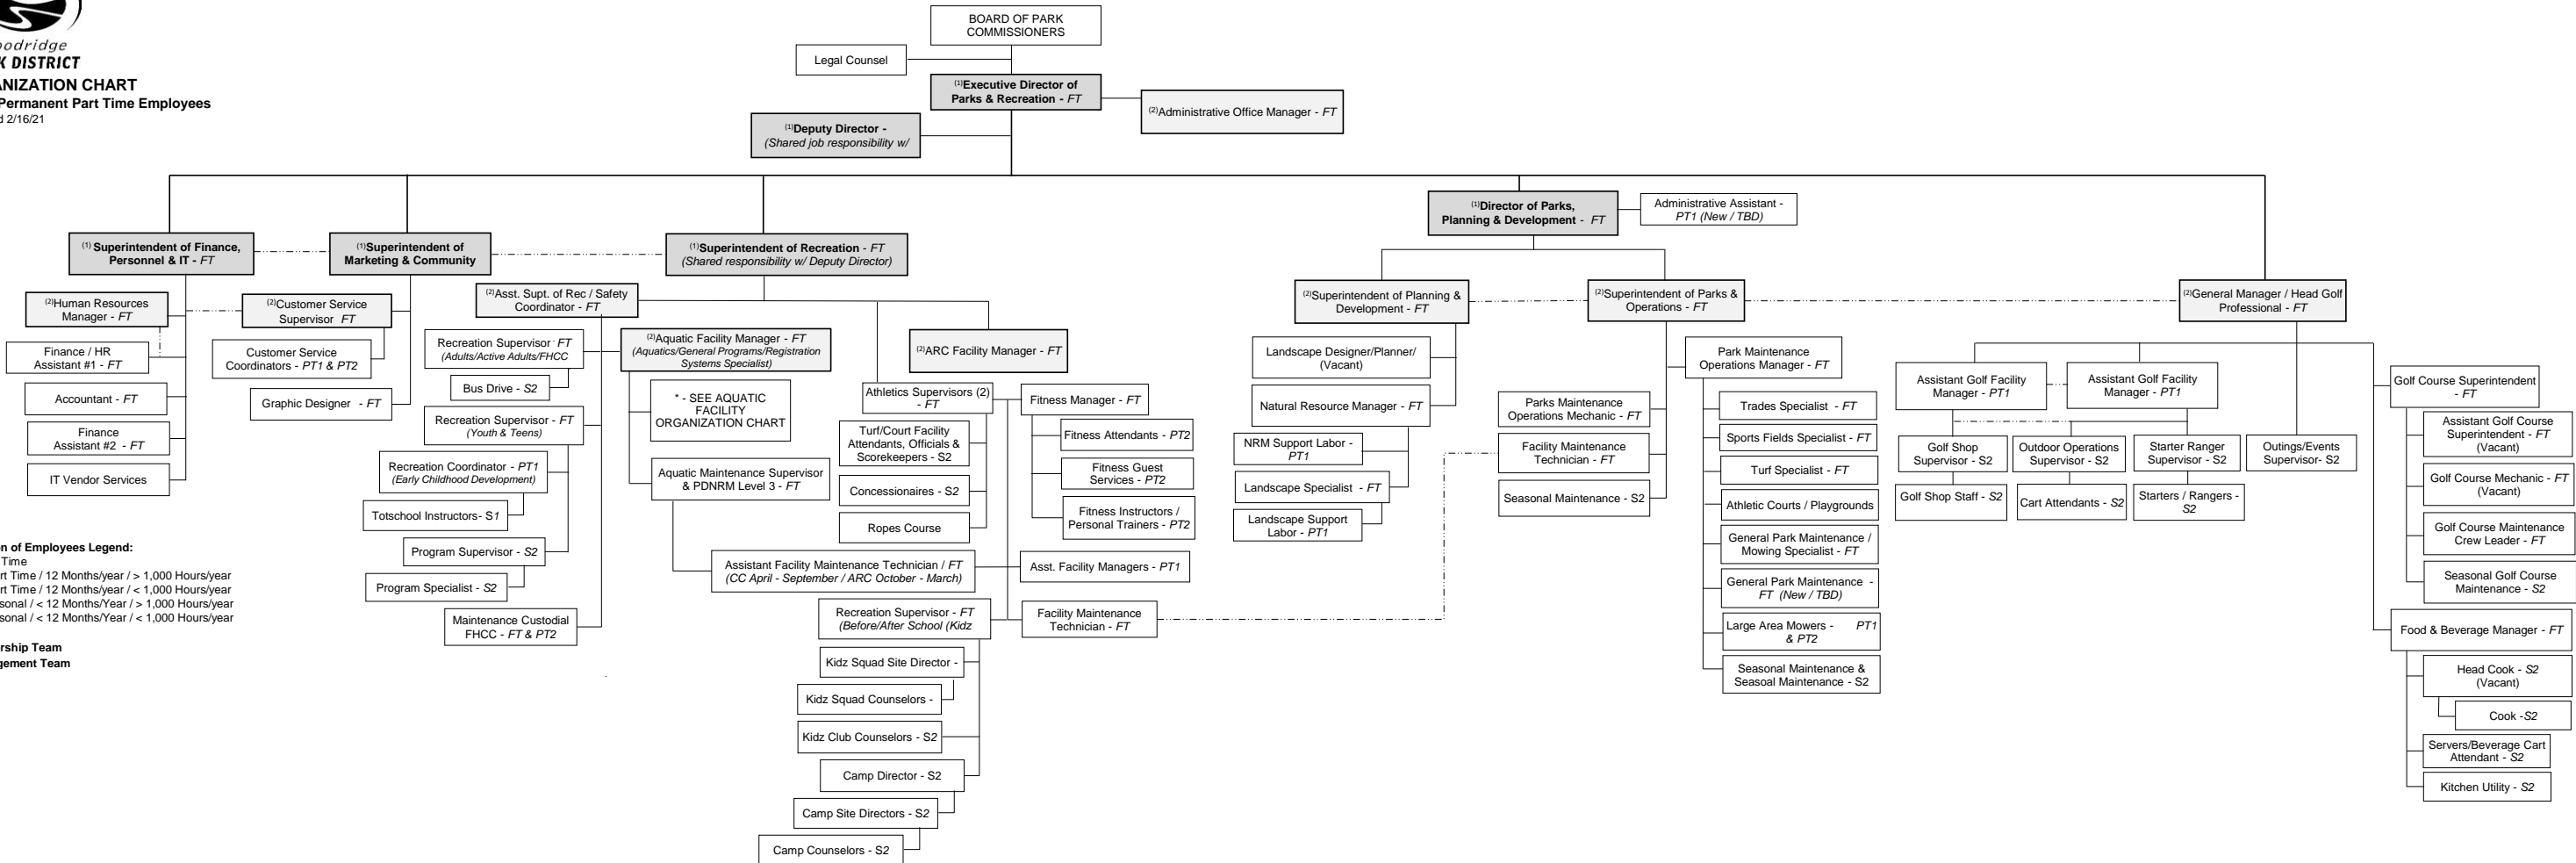 odridge
K DISTRICT
ANIZATION CHART
Permanent Part Time Employees
d 2/16/21
BOARD OF PARK
COMMISSIONERS
Legal Counsel
(1)Executive Director of
Parks & Recreation - FT
(2)Administrative Office Manager - FT
(1)Deputy Director -
(Shared job responsibility w/
(1)Director of Parks,
Planning & Development - FT
Administrative Assistant -
PT1 (New / TBD)
(1) Superintendent of Finance,
Personnel & IT - FT
(1)Superintendent of
Marketing & Community
(1)Superintendent of Recreation - FT
(Shared responsibility w/ Deputy Director)
(2)Human Resources
Manager - FT
Finance / HR
Assistant #1 - FT
Accountant - FT
Finance
Assistant #2 - FT
IT Vendor Services
(2)Customer Service
Supervisor FT
Customer Service
Coordinators - PT1 & PT2
Graphic Designer - FT
(2)Asst. Supt. of Rec / Safety
Coordinator - FT
Recreation Supervisor - FT
(Adults/Active Adults/FHCC
Bus Drive - S2
Recreation Supervisor - FT
(Youth & Teens)
Recreation Coordinator - PT1
(Early Childhood Development)
Totschool Instructors- S1
Program Supervisor - S2
Program Specialist - S2
Maintenance Custodial
FHCC - FT & PT2
(2)Aquatic Facility Manager - FT
(Aquatics/General Programs/Registration
Systems Specialist)
* - SEE AQUATIC
FACILITY
ORGANIZATION CHART
Aquatic Maintenance Supervisor
& PDNRM Level 3 - FT
(2)ARC Facility Manager - FT
Athletics Supervisors (2)
- FT
Turf/Court Facility
Attendants, Officials &
Scorekeepers - S2
Concessionaires - S2
Ropes Course
Fitness Manager - FT
Fitness Attendants - PT2
Fitness Guest
Services - PT2
Fitness Instructors /
Personal Trainers - PT2
Assistant Facility Maintenance Technician / FT
(CC April - September / ARC October - March)
Asst. Facility Managers - PT1
Recreation Supervisor - FT
(Before/After School (Kidz
Facility Maintenance
Technician - FT
Kidz Squad Site Director -
Kidz Squad Counselors -
Kidz Club Counselors - S2
Camp Director - S2
Camp Site Directors - S2
Camp Counselors - S2
(2)Superintendent of Planning &
Development - FT
Landscape Designer/Planner/
(Vacant)
Natural Resource Manager - FT
NRM Support Labor -
PT1
Landscape Specialist - FT
Landscape Support
Labor - PT1
(2)Superintendent of Parks &
Operations - FT
Parks Maintenance
Operations Mechanic - FT
Facility Maintenance
Technician - FT
Seasonal Maintenance - S2
Park Maintenance
Operations Manager - FT
Trades Specialist - FT
Sports Fields Specialist - FT
Turf Specialist - FT
Athletic Courts / Playgrounds
General Park Maintenance /
Mowing Specialist - FT
General Park Maintenance -
FT (New / TBD)
Large Area Mowers - PT1
& PT2
Seasonal Maintenance &
Seasoal Maintenance - S2
(2)General Manager / Head Golf
Professional - FT
Assistant Golf Facility
Manager - PT1
Assistant Golf Facility
Manager - PT1
Golf Shop
Supervisor - S2
Outdoor Operations
Supervisor - S2
Starter Ranger
Supervisor - S2
Outings/Events
Supervisor- S2
Golf Shop Staff - S2
Cart Attendants - S2
Starters / Rangers -
S2
Golf Course Superintendent
- FT
Assistant Golf Course
Superintendent - FT
(Vacant)
Golf Course Mechanic - FT
(Vacant)
Golf Course Maintenance
Crew Leader - FT
Seasonal Golf Course
Maintenance - S2
Food & Beverage Manager - FT
Head Cook - S2
(Vacant)
Cook -S2
Servers/Beverage Cart
Attendant - S2
Kitchen Utility - S2
on of Employees Legend:
Time
rt Time / 12 Months/year / > 1,000 Hours/year
rt Time / 12 Months/year / < 1,000 Hours/year
sonal / < 12 Months/Year / > 1,000 Hours/year
sonal / < 12 Months/Year / < 1,000 Hours/year
rship Team
gement Team